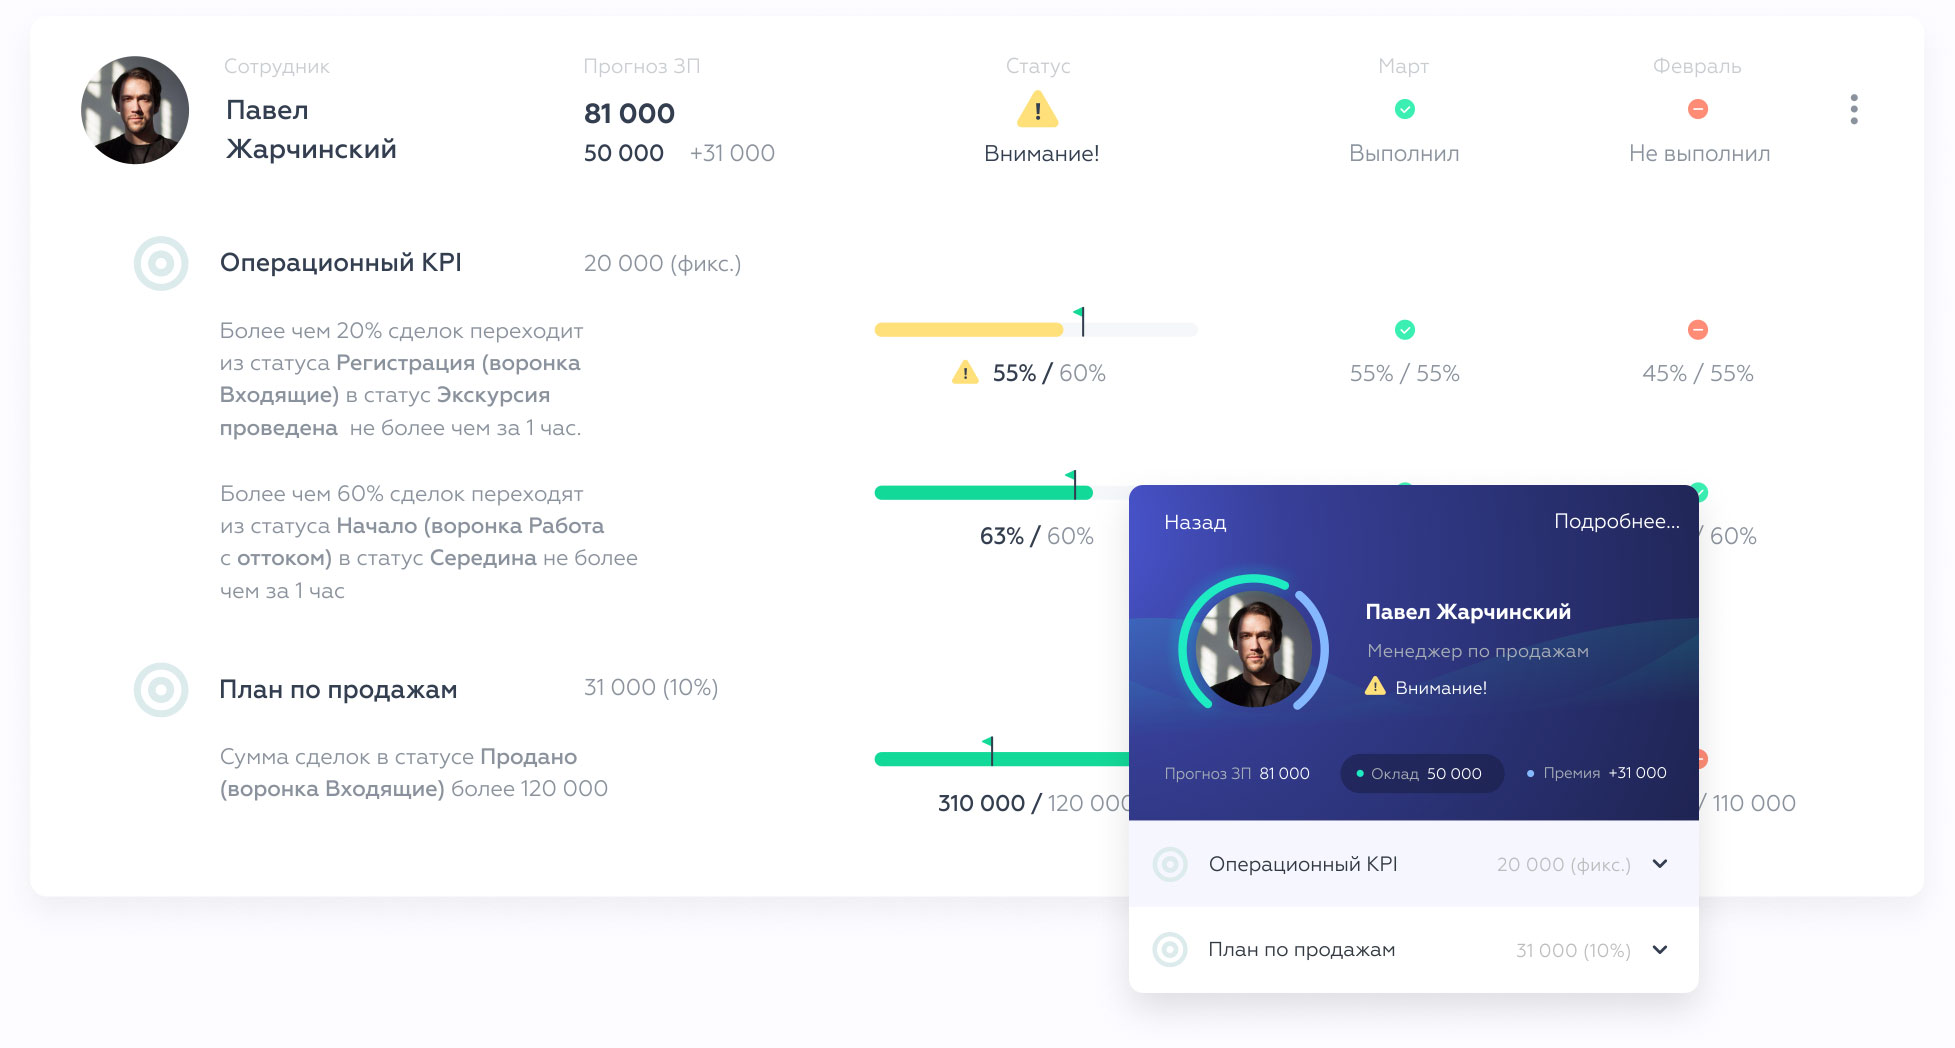 Сотрудник
Прогноз ЗП
Статус
Март
Февраль
Павел
Жарчинский
81 000
50 000 +31 000
Внимание!
Выполнил
Не выполнил
Операционный KPI
20 000 (фикс.)
Более чем 20% сделок переходит
из статуса Регистрация (воронка
Входящие) в статус Экскурсия
проведена не более чем за 1 час.
55% / 60%
55% / 55%
45% / 55%
Более чем 60% сделок переходят
из статуса Начало (воронка Работа
с оттоком) в статус Середина не более
чем за 1 час
63% / 60%
/ 60%
План по продажам
31 000 (10%)
Сумма сделок в статусе Продано
(воронка Входящие) более 120 000
310 000 / 120 000
/ 110 000
Назад
Подробнее...
Павел Жарчинский
Менеджер по продажам
Внимание!
Прогноз ЗП 81 000
Оклад 50 000
Премия +31 000
Операционный KPI
20 000 (фикс.)
План по продажам
31 000 (10%)